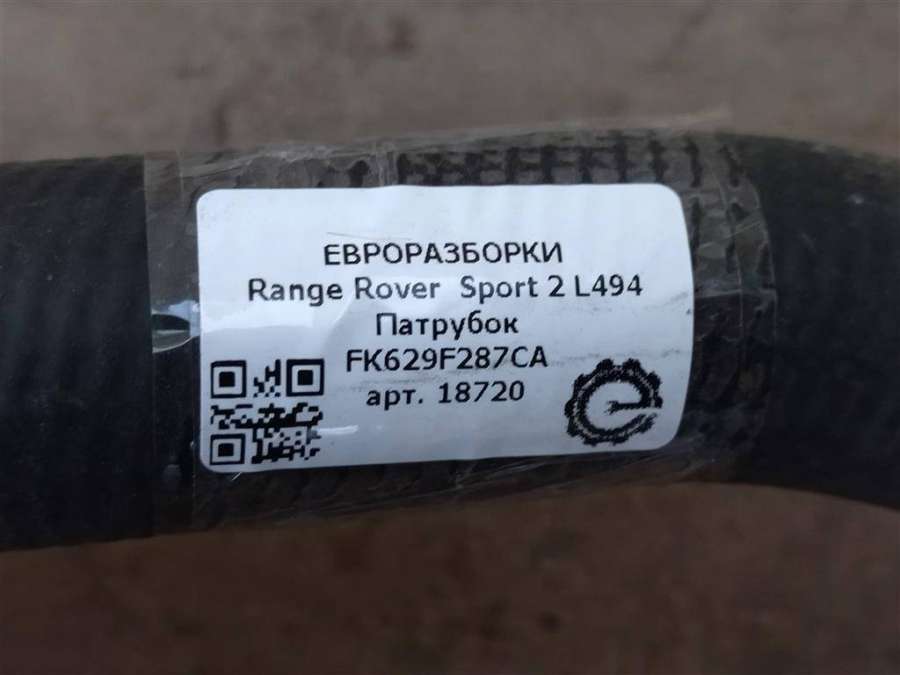 ЕВРОРАЗБОРКИ
Range Rover Sport 2 L494
Патрубок
FK629F287CA
арт. 18720